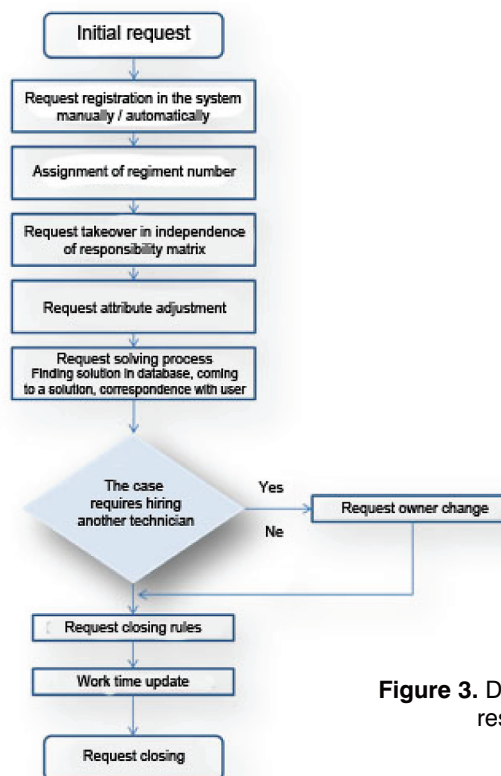 Initial request
Request registration in the system
manually / automatically
Assignment of regiment number
Request takeover in independence
of responsibility matrix
Request attribute adjustment
Request solving process
Finding solution in database, coming
to a solution, correspondence with user
The case
requires hiring
another technician
Yes
Ne
Request owner change
Request closing rules
Work time update
Request closing
Figure 3. D
res